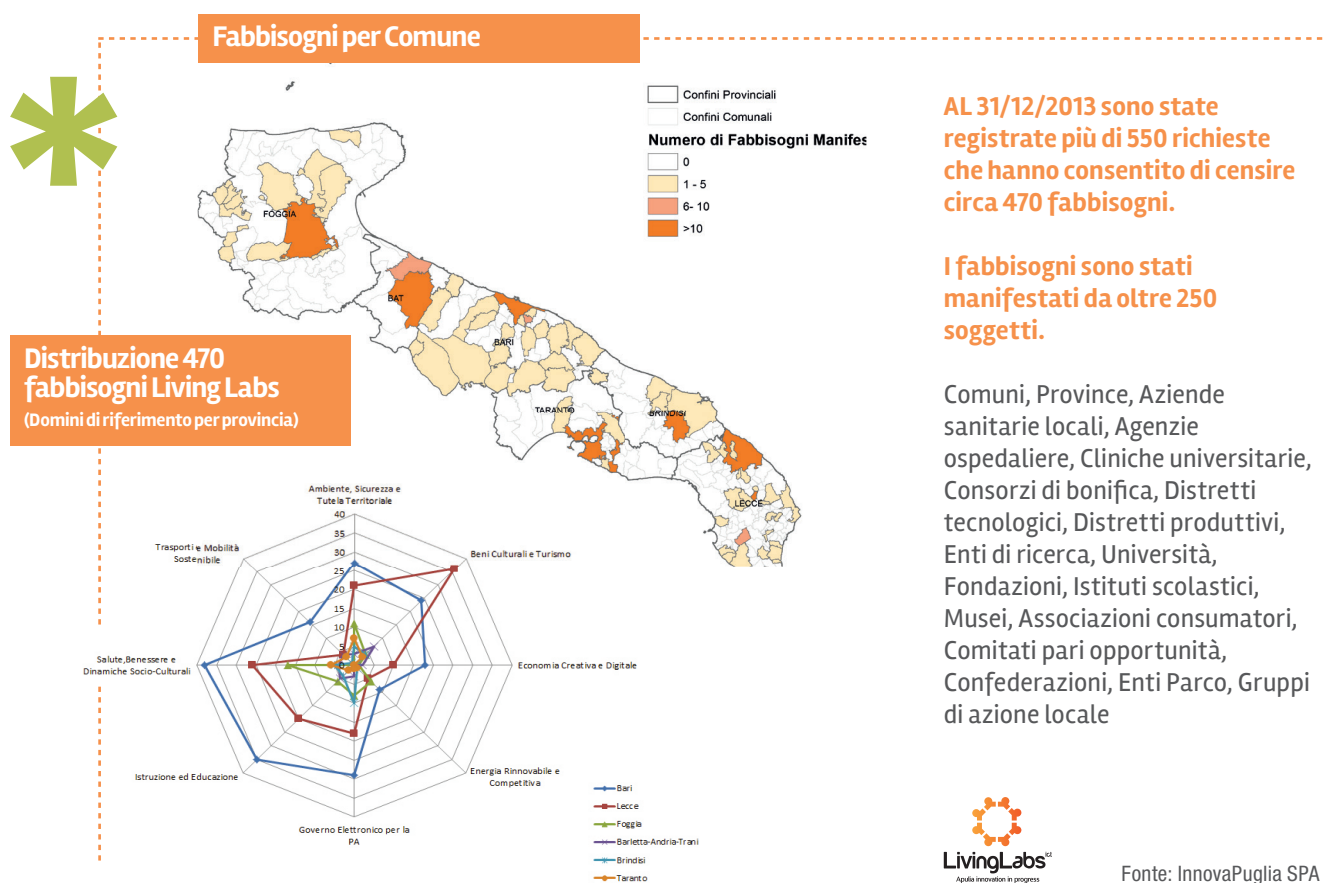 Fabbisogni per Comune
Confini Provinciali
Confini Comunali
Numero di Fabbisogni Manifes
0
1 - 5
6- 10
>10
FOGGIA
BAT
BARI
TARANTO
BRINDISI
LECCE
AL 31/12/2013 sono state
registrate più di 550 richieste
che hanno consentito di censire
circa 470 fabbisogni.
I fabbisogni sono stati
manifestati da oltre 250
soggetti.
Comuni, Province, Aziende
sanitarie locali, Agenzie
ospedaliere, Cliniche universitarie,
Consorzi di bonifica, Distretti
tecnologici, Distretti produttivi,
Enti di ricerca, Università,
Fondazioni, Istituti scolastici,
Musei, Associazioni consumatori,
Comitati pari opportunità,
Confederazioni, Enti Parco, Gruppi
di azione locale
Distribuzione 470
fabbisogni Living Labs
(Domini di riferimento per provincia)
Ambiente, Sicurezza e
Tutela Territoriale
40
35
30
25
20
15
10
5
0
Beni Culturali e Turismo
Economia Creativa e Digitale
Energia Rinnovabile e
Competitiva
Governo Elettronico per la
PA
Istruzione ed Educazione
Salute,Benessere e
Dinamiche Socio-Culturali
Trasporti e Mobilità
Sostenibile
Bari
Lecce
Foggia
Barletta-Andria-Trani
Brindisi
Taranto
LivingLabs ict
Apulia innovation in progress
Fonte: InnovaPuglia SPA